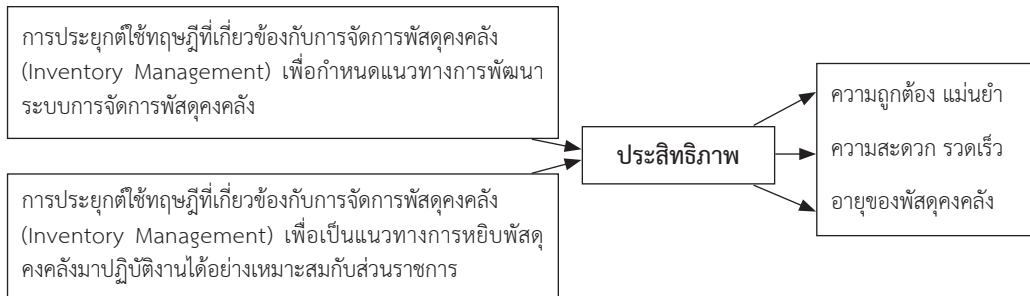 การประยุกต์ใช้ทฤษฎีที่เกี่ยวข้องกับการจัดการพัสดุคงคลัง
(Inventory Management) เพื่อกำหนดแนวทางการพัฒนา
ระบบการจัดการพัสดุคงคลัง
การประยุกต์ใช้ทฤษฎีที่เกี่ยวข้องกับการจัดการพัสดุคงคลัง
(Inventory Management) เพื่อเป็นแนวทางการหยิบพัสดุ
คงคลังมาปฏิบัติงานได้อย่างเหมาะสมกับส่วนราชการ
ประสิทธิภาพ
ความถูกต้อง แม่นยำ
ความสะดวก รวดเร็ว
อายุของพัสดุคงคลัง